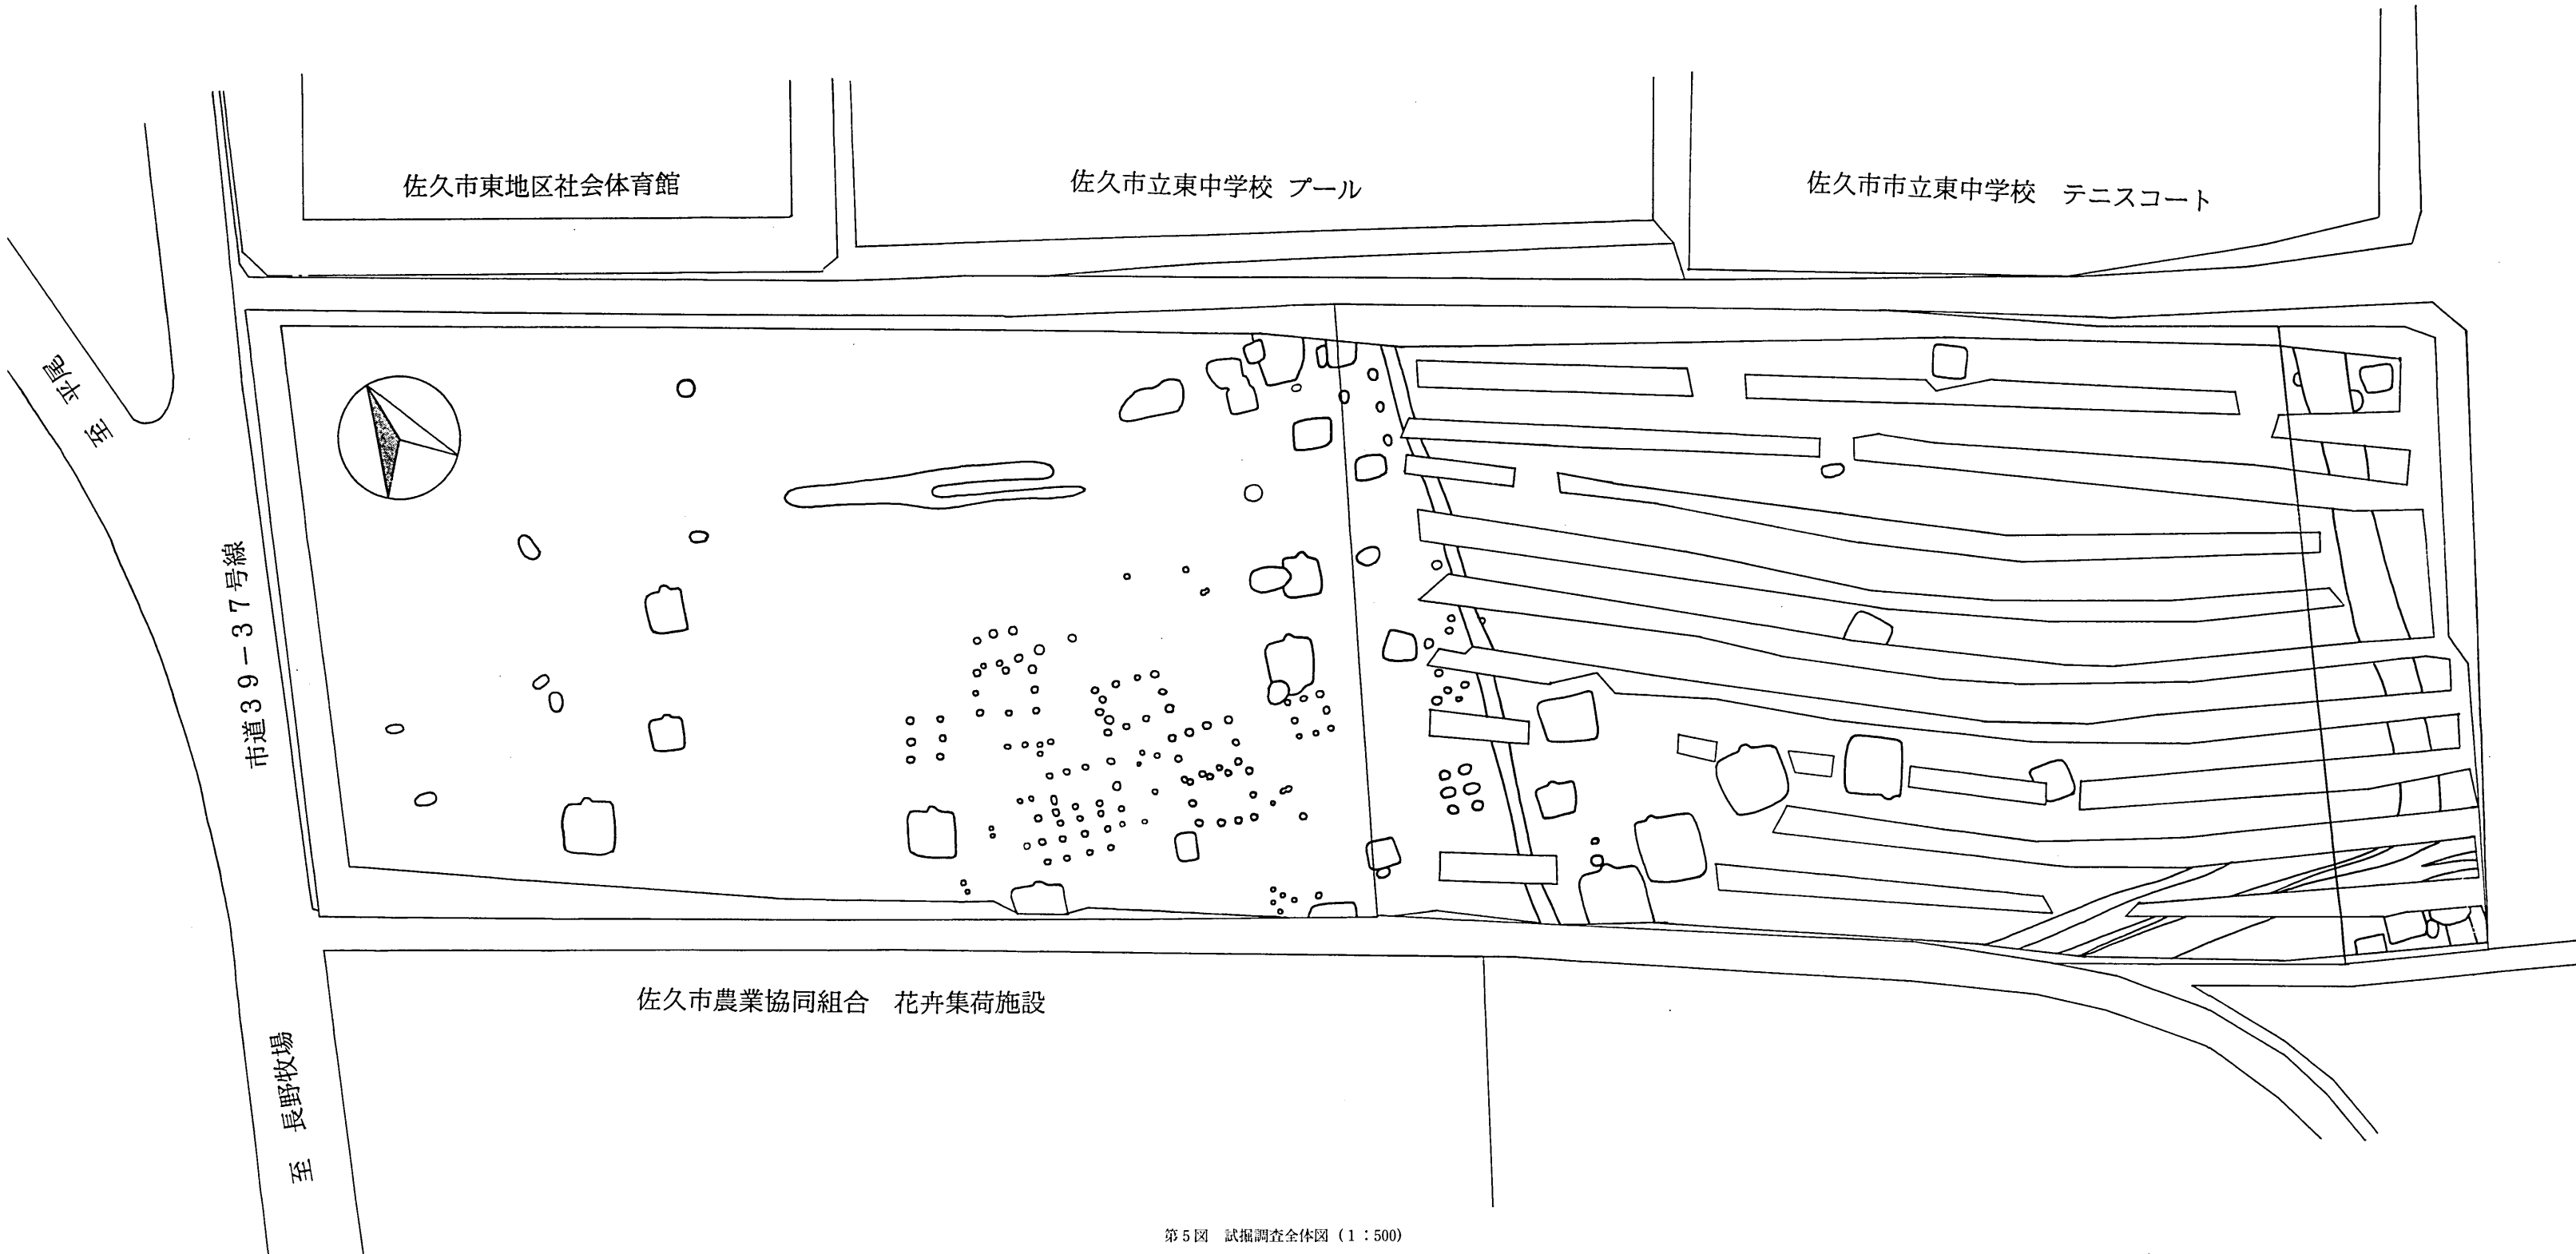 佐久市東地区社会体育館
佐久市立東中学校 プール
佐久市市立東中学校　テニスコート
至　平尾
市道39－37号線
佐久市農業協同組合　花卉集荷施設
至　長野牧場
第5図　試掘調査全体図（1：500）